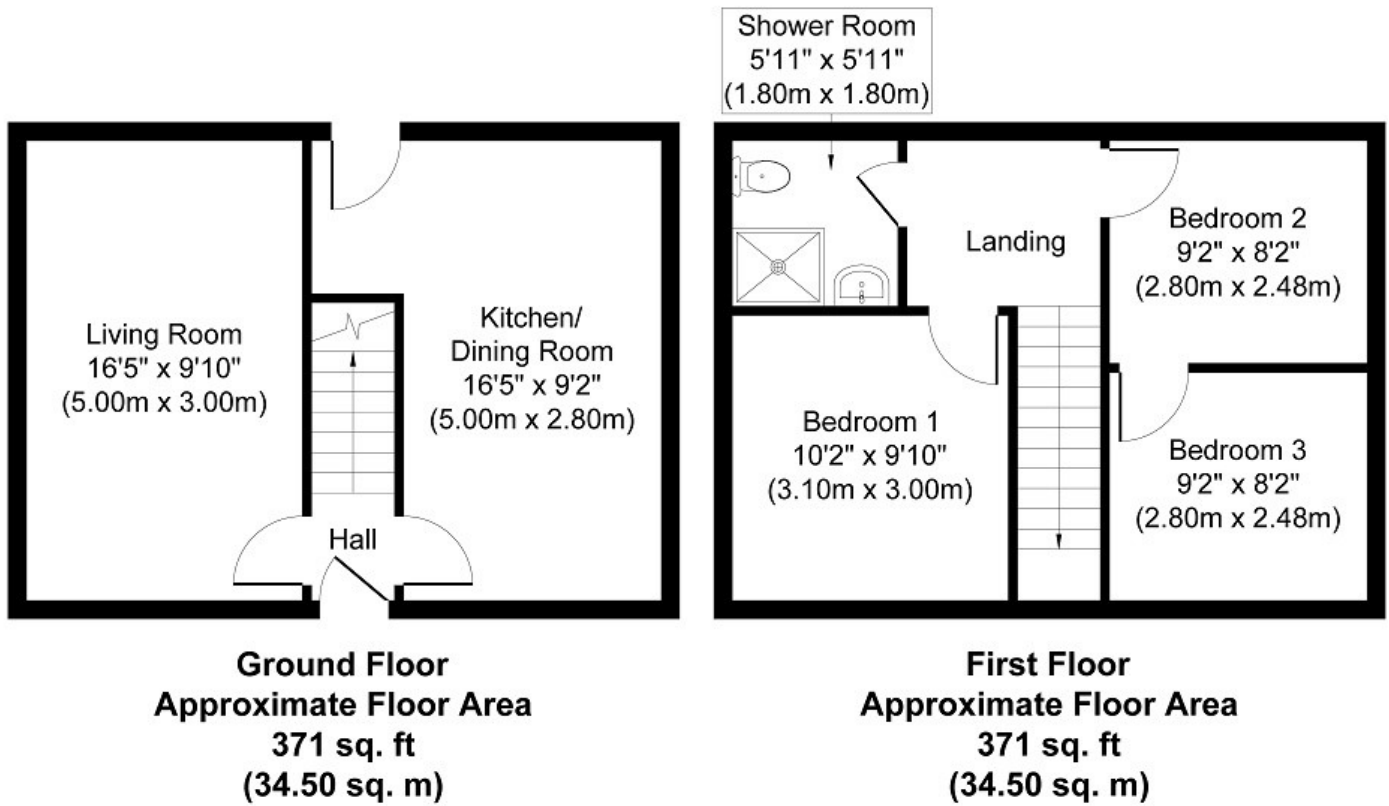 Shower Room
5'11" x 5'11"
(1.80m x 1.80m)
Living Room
16'5" x 9'10"
(5.00m x 3.00m)
Kitchen/
Dining Room
16'5" x 9'2"
(5.00m x 2.80m)
Hall
Ground Floor
Approximate Floor Area
371 sq. ft
(34.50 sq. m)
Landing
Bedroom 2
9'2" x 8'2"
(2.80m x 2.48m)
Bedroom 1
10'2" x 9'10"
(3.10m x 3.00m)
Bedroom 3
9'2" x 8'2"
(2.80m x 2.48m)
First Floor
Approximate Floor Area
371 sq. ft
(34.50 sq. m)